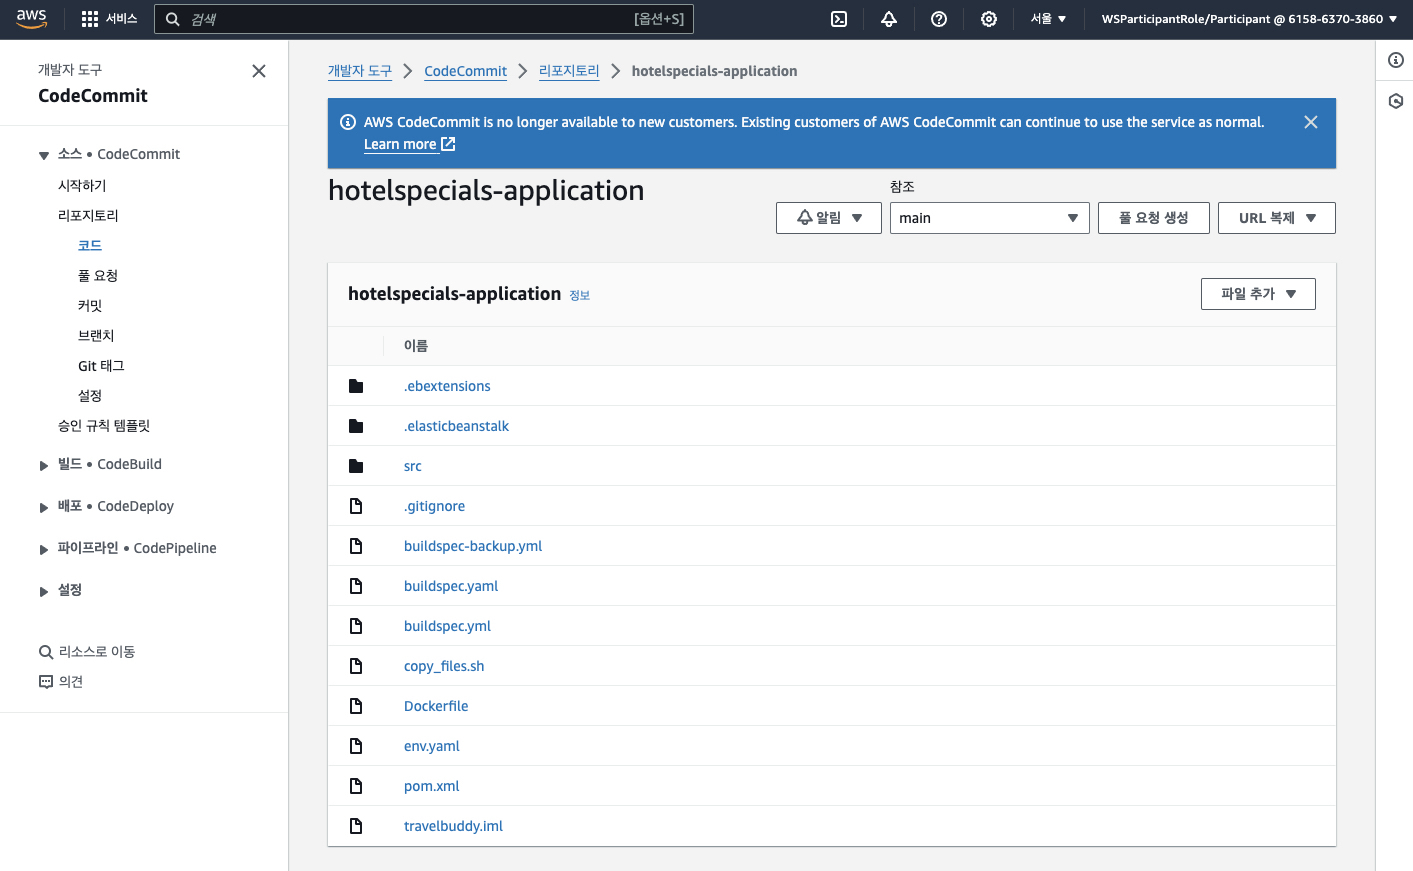 aws
서비스
검색
[옵션+S]
서울
WSParticipantRole/Participant @ 6158-6370-3860
개발자 도구
CodeCommit
소스 • CodeCommit
시작하기
리포지토리
코드
풀 요청
커밋
브랜치
Git 태그
설정
승인 규칙 템플릿
빌드 • CodeBuild
배포 • CodeDeploy
파이프라인 • CodePipeline
설정
리소스로 이동
의견
개발자 도구 > CodeCommit > 리포지토리 > hotelspecials-application
AWS CodeCommit is no longer available to new customers. Existing customers of AWS CodeCommit can continue to use the service as normal.
Learn more
hotelspecials-application
참조
알림
main
풀 요청 생성
URL 복제
hotelspecials-application 정보
파일 추가
이름
.ebextensions
.elasticbeanstalk
src
.gitignore
buildspec-backup.yml
buildspec.yaml
buildspec.yml
copy_files.sh
Dockerfile
env.yaml
pom.xml
travelbuddy.iml